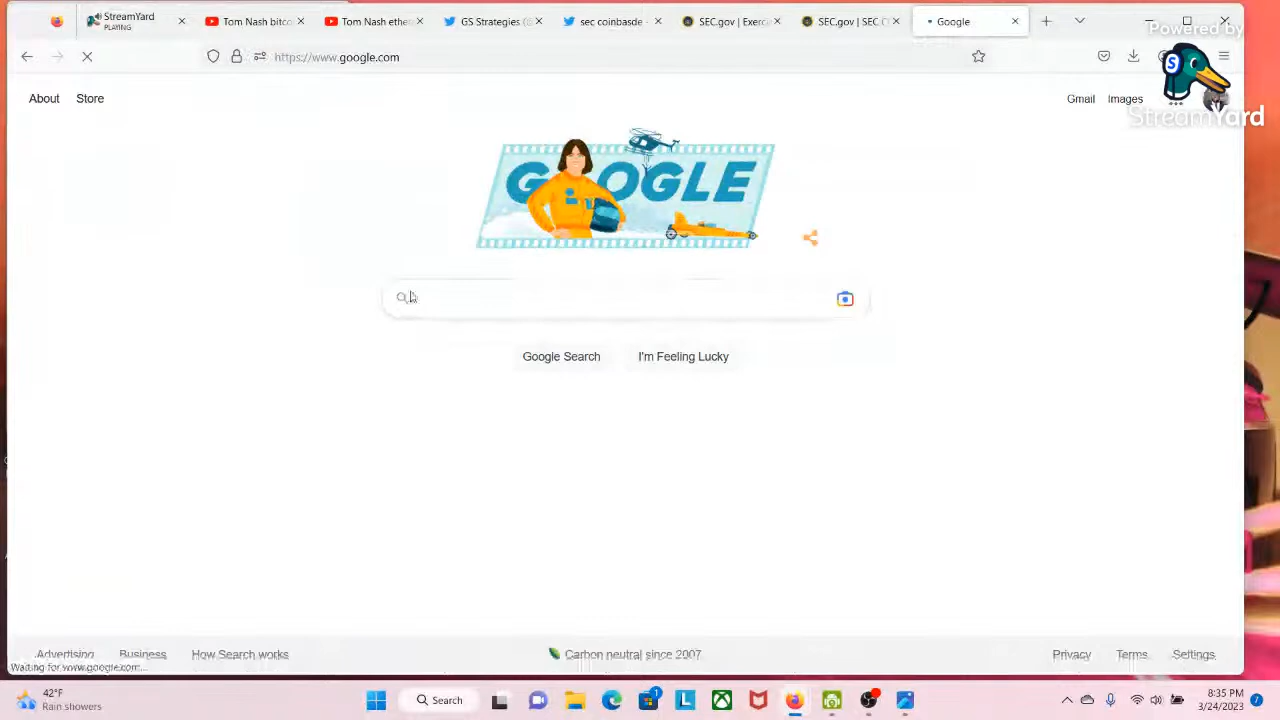 StreamYard
PLAYING
Tom Nash bitco
Tom Nash ether
GS Strategies (@
sec coinbasde -
SEC.gov | Exerc
SEC.gov | SEC C
Google
Powered by
https://www.google.com
StreamYard
About Store
Gmail Images
GOOGLE
Google Search I'm Feeling Lucky
Advertising Business How Search works
Carbon neutral since 2007
Privacy Terms Settings
Waiting for www.google.com...
42°F
Rain showers
Search
8:35 PM
3/24/2023